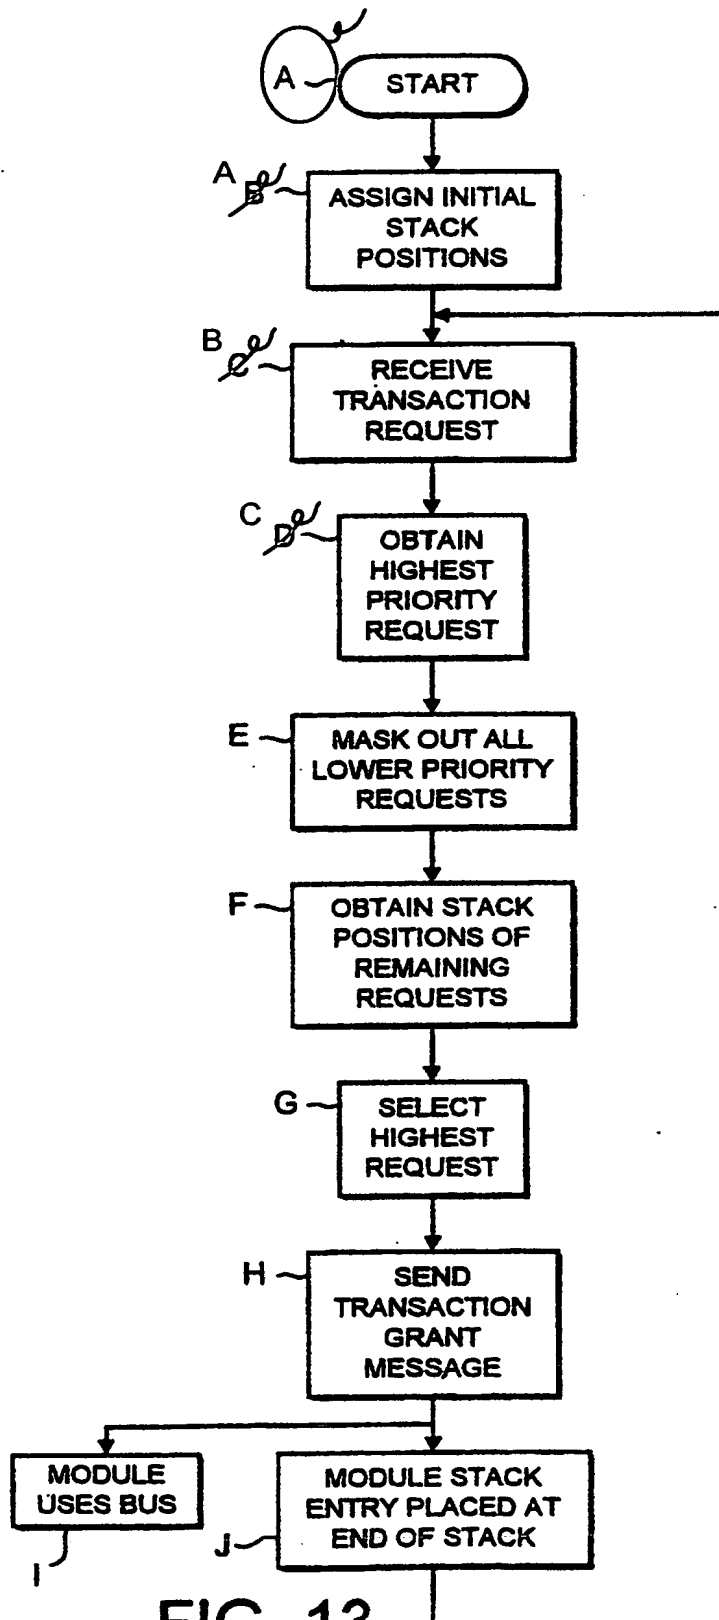 A START
A B ASSIGN INITIAL
STACK
POSITIONS
B C RECEIVE
TRANSACTION
REQUEST
C D OBTAIN
HIGHEST
PRIORITY
REQUEST
E MASK OUT ALL
LOWER PRIORITY
REQUESTS
F OBTAIN STACK
POSITIONS OF
REMAINING
REQUESTS
G SELECT
HIGHEST
REQUEST
H SEND
TRANSACTION
GRANT
MESSAGE
MODULE
USES BUS
I
J MODULE STACK
ENTRY PLACED AT
END OF STACK
FIG. 13